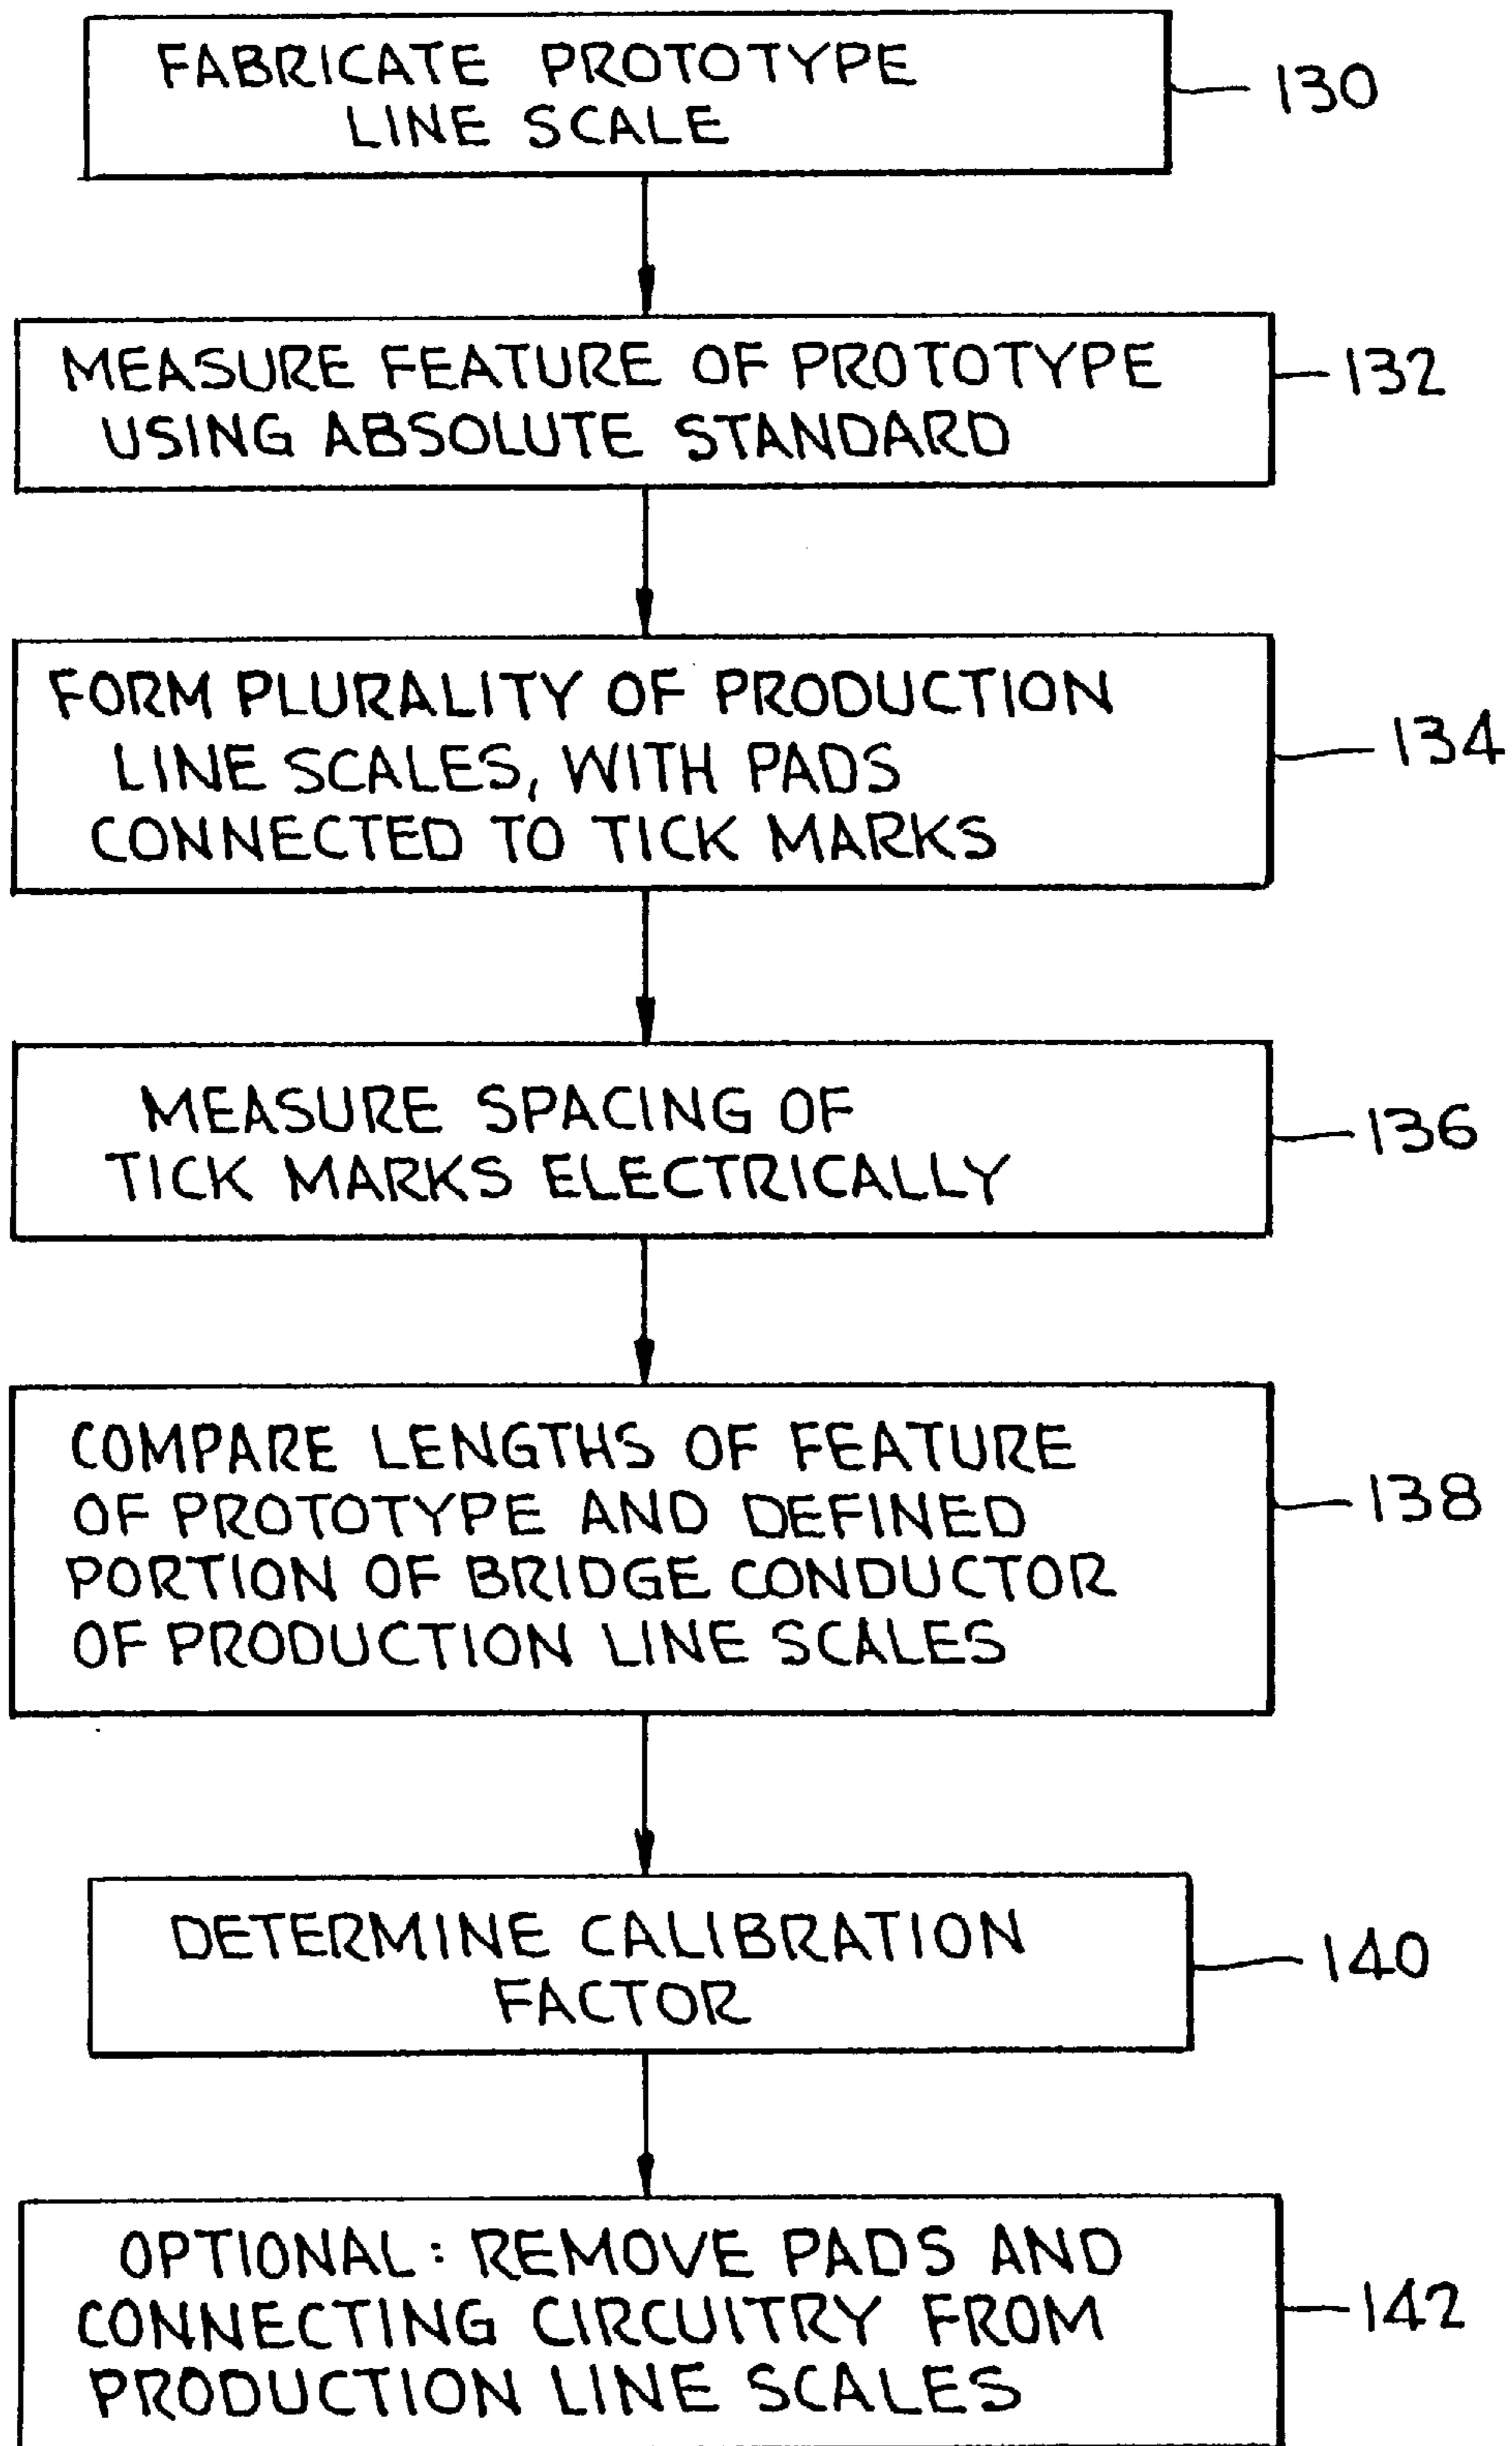 FABRICATE PROTOTYPE
LINE SCALE
130
MEASURE FEATURE OF PROTOTYPE
USING ABSOLUTE STANDARD
132
FORM PLURALITY OF PRODUCTION
LINE SCALES, WITH PADS
CONNECTED TO TICK MARKS
134
MEASURE SPACING OF
TICK MARKS ELECTRICALLY
136
COMPARE LENGTHS OF FEATURE
OF PROTOTYPE AND DEFINED
PORTION OF BRIDGE CONDUCTOR
OF PRODUCTION LINE SCALES
138
DETERMINE CALIBRATION
FACTOR
140
OPTIONAL: REMOVE PADS AND
CONNECTING CIRCUITRY FROM
PRODUCTION LINE SCALES
142